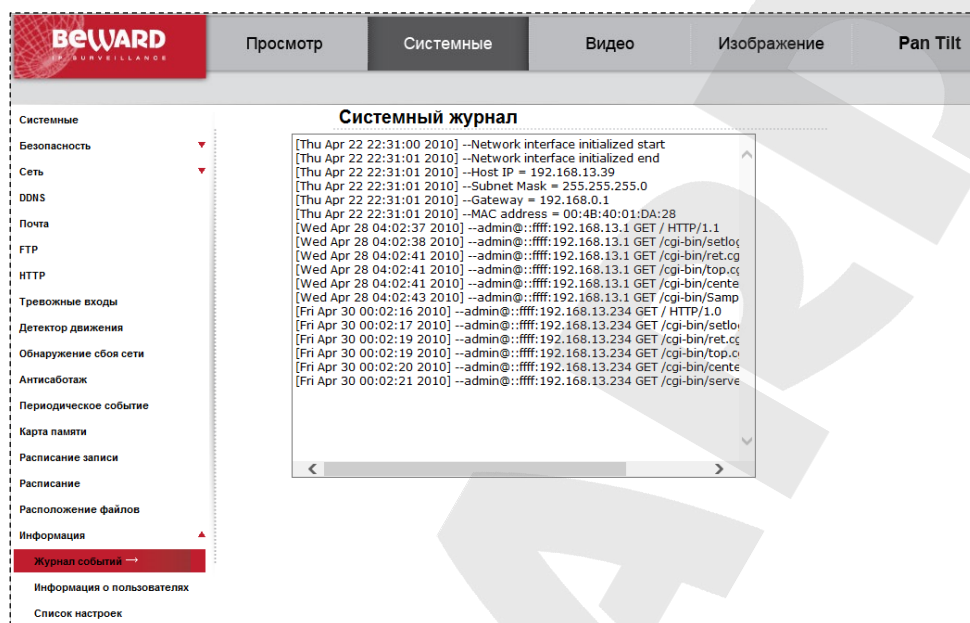 BEWARD
IP SURVEILLANCE
Просмотр
Системные
Видео
Изображение
Pan Tilt
Системные
Безопасность
Сеть
DDNS
Почта
FTP
HTTP
Тревожные входы
Детектор движения
Обнаружение сбоя сети
Антисаботаж
Периодическое событие
Карта памяти
Расписание записи
Расписание
Расположение файлов
Информация
Журнал событий →
Информация о пользователях
Список настроек
Системный журнал
[Thu Apr 22 22:31:00 2010] --Network interface initialized start
[Thu Apr 22 22:31:01 2010] --Network interface initialized end
[Thu Apr 22 22:31:01 2010] --Host IP = 192.168.13.39
[Thu Apr 22 22:31:01 2010] --Subnet Mask = 255.255.255.0
[Thu Apr 22 22:31:01 2010] --Gateway = 192.168.0.1
[Thu Apr 22 22:31:01 2010] --MAC address = 00:4B:40:01:DA:28
[Wed Apr 28 04:02:37 2010] --admin@::ffff:192.168.13.1 GET / HTTP/1.1
[Wed Apr 28 04:02:38 2010] --admin@::ffff:192.168.13.1 GET /cgi-bin/setlog
[Wed Apr 28 04:02:41 2010] --admin@::ffff:192.168.13.1 GET /cgi-bin/ret.cg
[Wed Apr 28 04:02:41 2010] --admin@::ffff:192.168.13.1 GET /cgi-bin/top.cg
[Wed Apr 28 04:02:41 2010] --admin@::ffff:192.168.13.1 GET /cgi-bin/cente
[Wed Apr 28 04:02:43 2010] --admin@::ffff:192.168.13.1 GET /cgi-bin/Samp
[Fri Apr 30 00:02:16 2010] --admin@::ffff:192.168.13.234 GET / HTTP/1.0
[Fri Apr 30 00:02:17 2010] --admin@::ffff:192.168.13.234 GET /cgi-bin/setlo
[Fri Apr 30 00:02:19 2010] --admin@::ffff:192.168.13.234 GET /cgi-bin/ret.cg
[Fri Apr 30 00:02:19 2010] --admin@::ffff:192.168.13.234 GET /cgi-bin/top.c
[Fri Apr 30 00:02:20 2010] --admin@::ffff:192.168.13.234 GET /cgi-bin/cente
[Fri Apr 30 00:02:21 2010] --admin@::ffff:192.168.13.234 GET /cgi-bin/serve